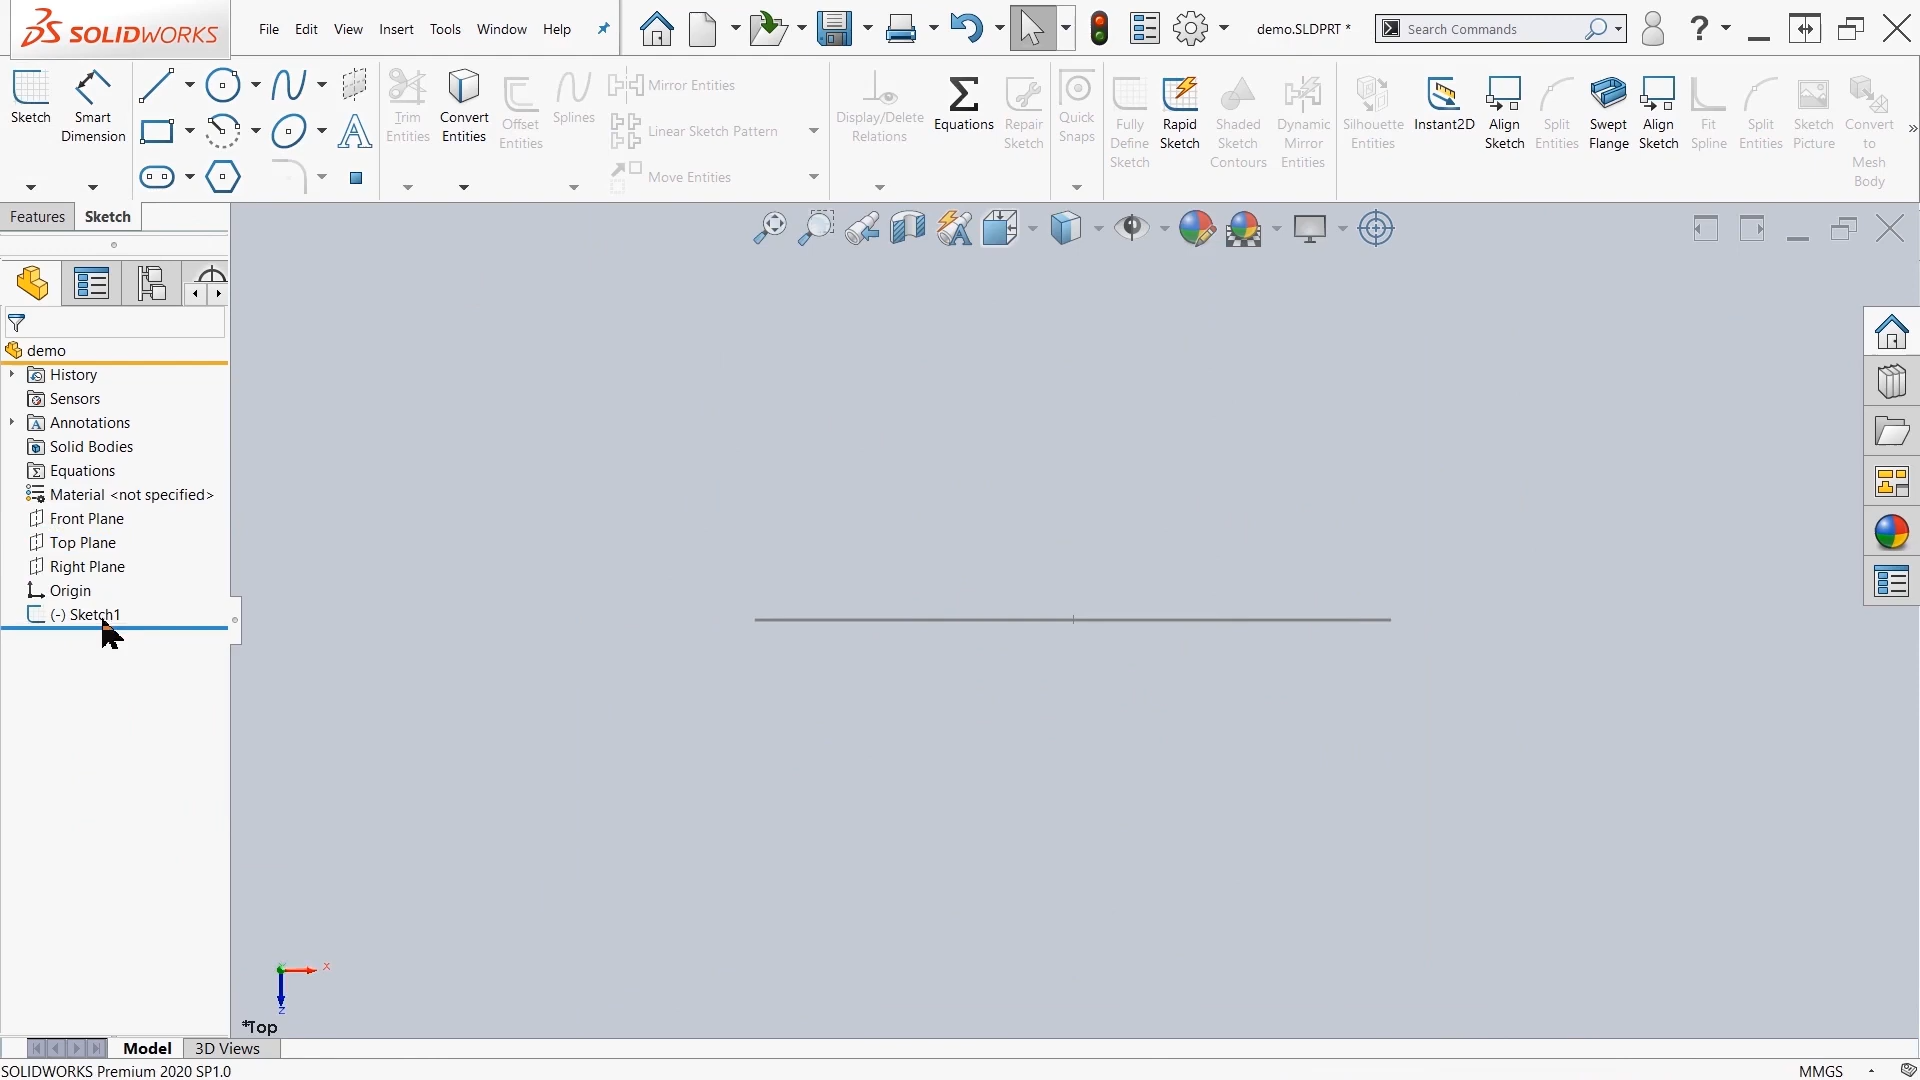 SOLIDWORKS
File Edit View Insert Tools Window Help
demo.SLDPRT *
Search Commands
?
Sketch
Smart Dimension
Trim Entities
Convert Entities
Offset Entities
Splines
Mirror Entities
Linear Sketch Pattern
Move Entities
Display/Delete Relations
Equations
Repair Sketch
Quick Snaps
Fully Define Sketch
Rapid Sketch
Shaded Sketch Contours
Dynamic Mirror Entities
Silhouette Entities
Instant2D
Align Sketch
Split Entities
Swept Flange
Align Sketch
Fit Spline
Split Entities
Sketch Picture
Convert to Mesh Body
Features Sketch
demo
History
Sensors
Annotations
Solid Bodies
Equations
Material <not specified>
Front Plane
Top Plane
Right Plane
Origin
(-) Sketch1
X
Z
*Top
Model 3D Views
SOLIDWORKS Premium 2020 SP1.0
MMGS